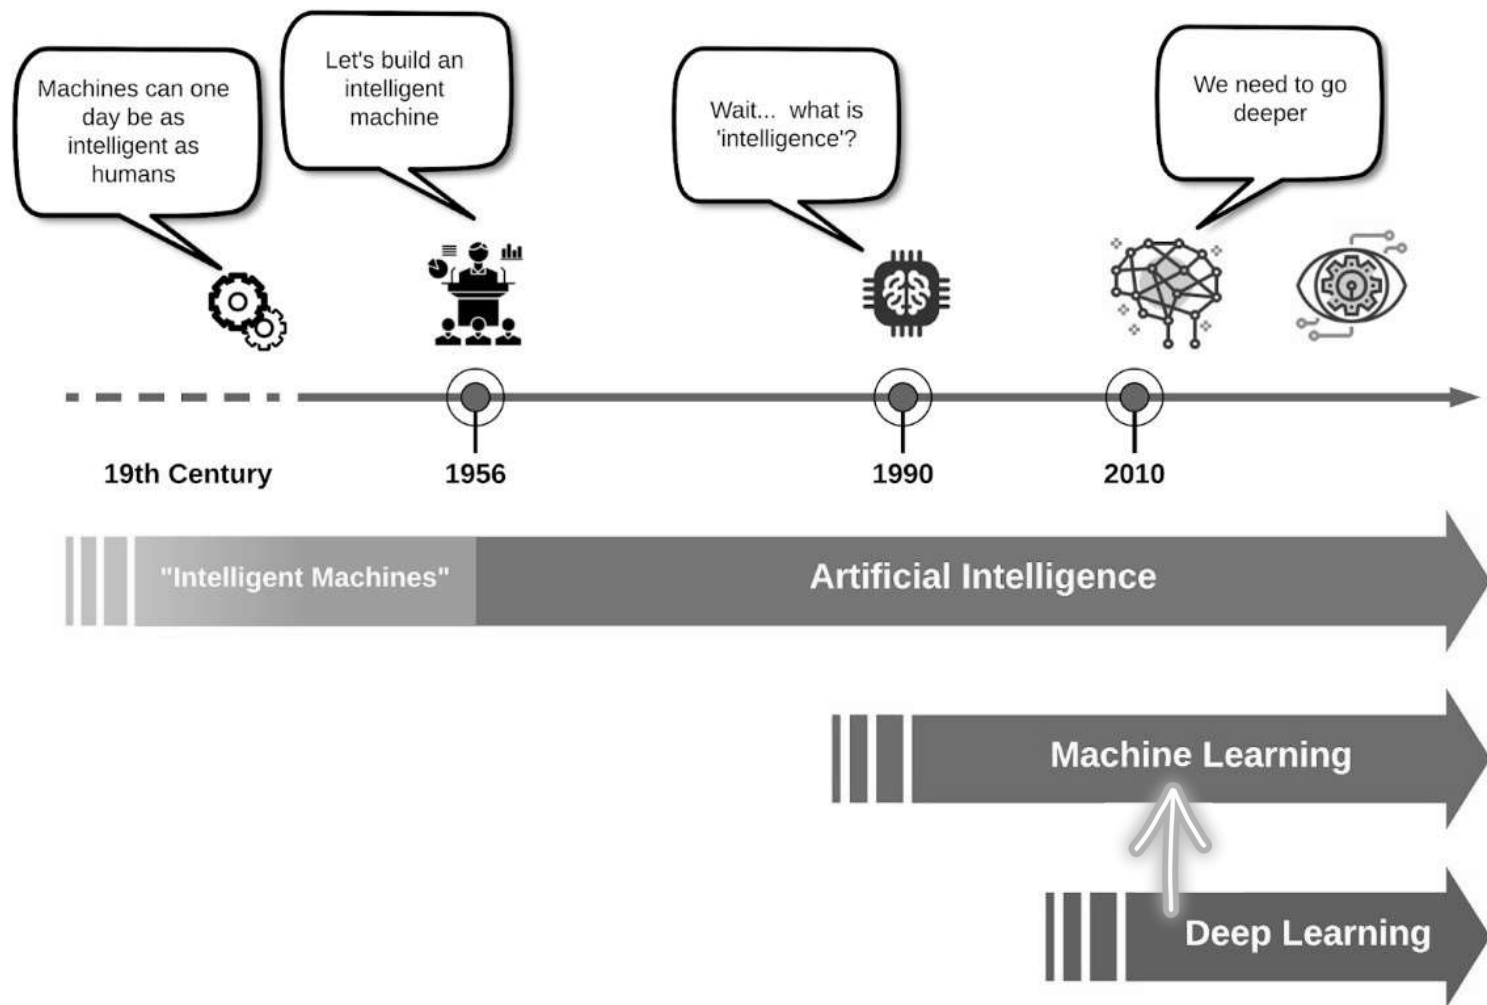 Machines can one
day be as
intelligent as
humans
Let's build an
intelligent
machine
Wait... what is
'intelligence'?
We need to go
deeper
19th Century
1956
1990
2010
"Intelligent Machines"
Artificial Intelligence
Machine Learning
Deep Learning